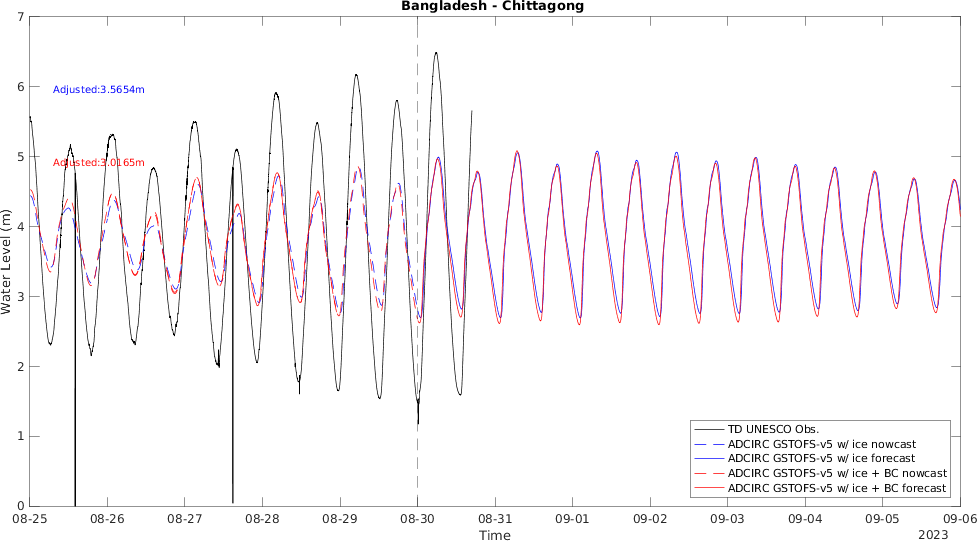 Bangladesh - Chittagong
7
6
5
4
3
2
1
0
Water Level (m)
Adjusted:3.5654m
Adjusted:3.0165m
TD UNESCO Obs.
ADCIRC GSTOFS-v5 w/ ice nowcast
ADCIRC GSTOFS-v5 w/ ice forecast
ADCIRC GSTOFS-v5 w/ ice + BC nowcast
ADCIRC GSTOFS-v5 w/ ice + BC forecast
08-25 08-26 08-27 08-28 08-29 08-30 08-31 09-01 09-02 09-03 09-04 09-05 09-06
Time
2023